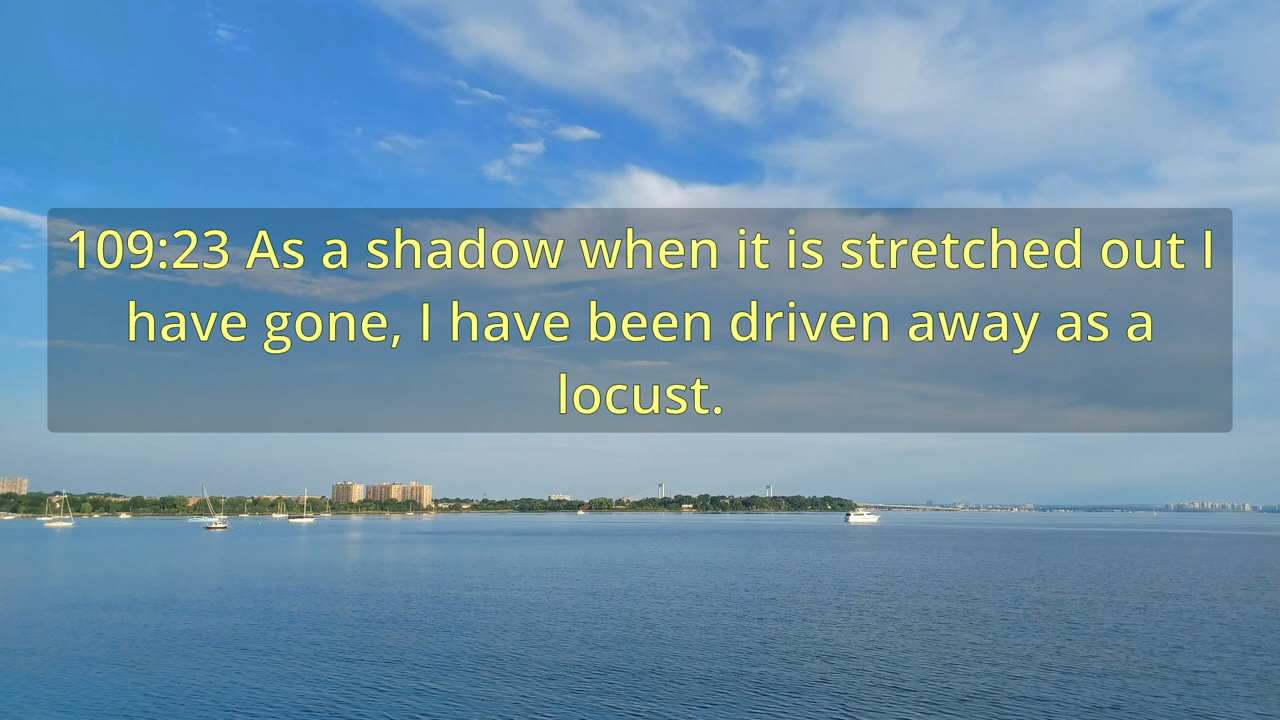 109:23 As a shadow when it is stretched out I
have gone, I have been driven away as a
locust.